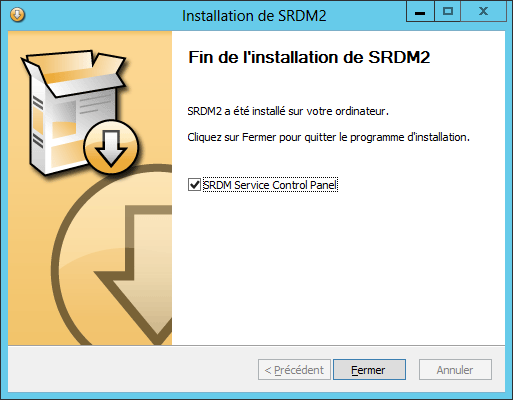 Installation de SRDM2
Fin de l'installation de SRDM2
SRDM2 a été installé sur votre ordinateur.
Cliquez sur Fermer pour quitter le programme d'installation.
SRDM Service Control Panel
< Précédent
Fermer
Annuler